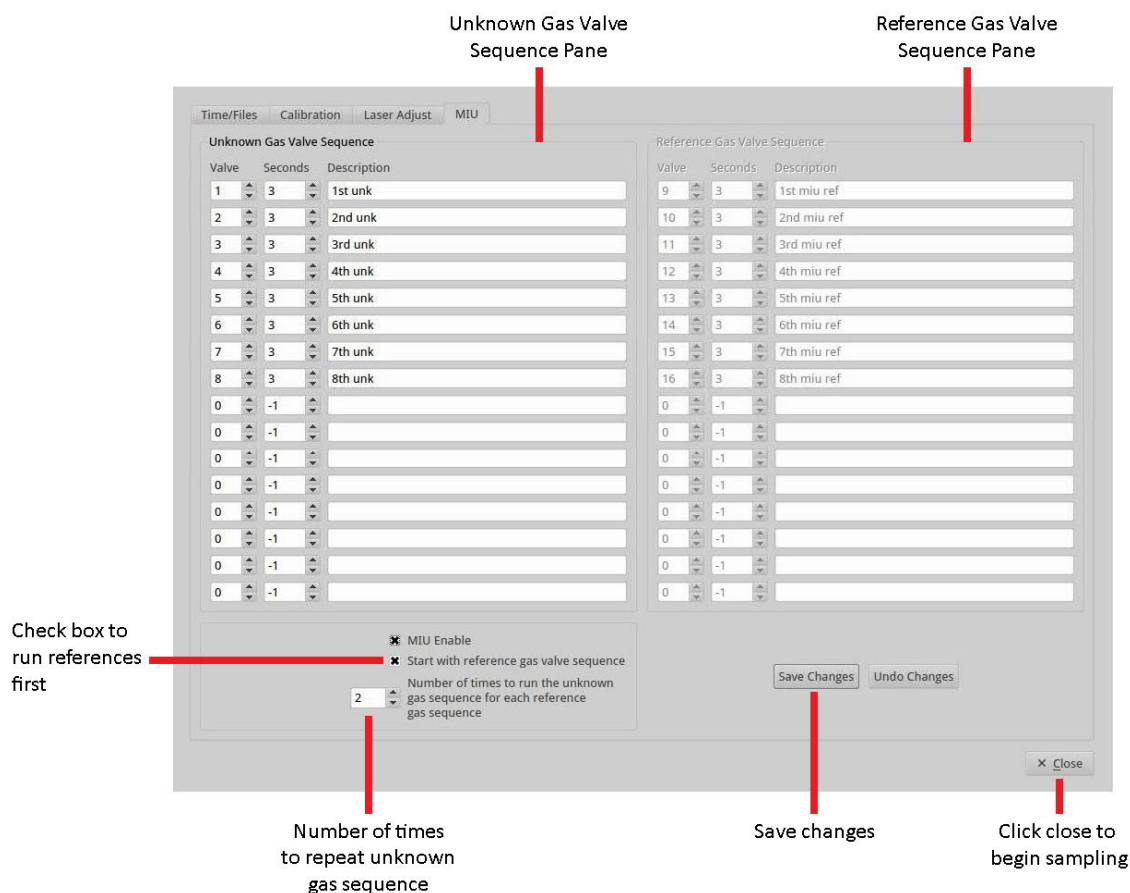 Unknown Gas Valve
Sequence Pane
Reference Gas Valve
Sequence Pane
Time/Files Calibration Laser Adjust MIU
Unknown Gas Valve Sequence
Valve Seconds Description
1 3 1st unk
2 3 2nd unk
3 3 3rd unk
4 3 4th unk
5 3 5th unk
6 3 6th unk
7 3 7th unk
8 3 8th unk
0 -1
0 -1
0 -1
0 -1
0 -1
0 -1
0 -1
0 -1
Reference Gas Valve Sequence
Valve Seconds Description
9 3 1st miu ref
10 3 2nd miu ref
11 3 3rd miu ref
12 3 4th miu ref
13 3 5th miu ref
14 3 6th miu ref
15 3 7th miu ref
16 3 8th miu ref
0 -1
0 -1
0 -1
0 -1
0 -1
0 -1
0 -1
0 -1
Check box to
run references
first
MIU Enable
Start with reference gas valve sequence
2
Number of times to run the unknown
gas sequence for each reference
gas sequence
Save Changes Undo Changes
Close
Number of times
to repeat unknown
gas sequence
Save changes
Click close to
begin sampling